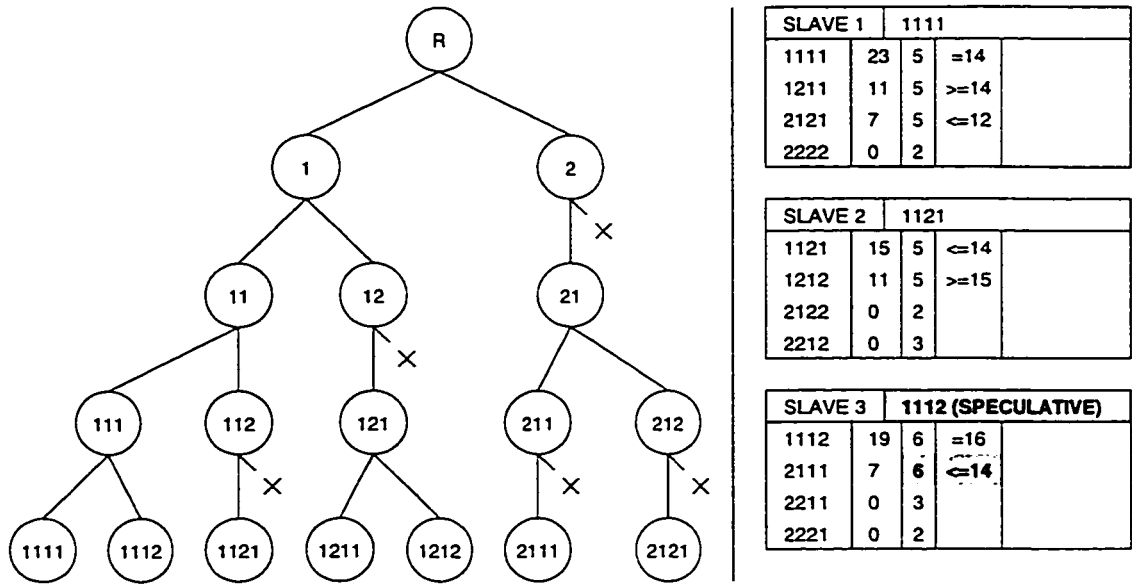 R
1
2
11
12
21
111
112
121
211
212
1111
1112
1121
1211
1212
2111
2121
SLAVE 1 1111
1111 23 5 =14
1211 11 5 >=14
2121 7 5 <=12
2222 0 2
SLAVE 2 1121
1121 15 5 <=14
1212 11 5 >=15
2122 0 2
2212 0 3
SLAVE 3 1112 (SPECULATIVE)
1112 19 6 =16
2111 7 6 <=14
2211 0 3
2221 0 2